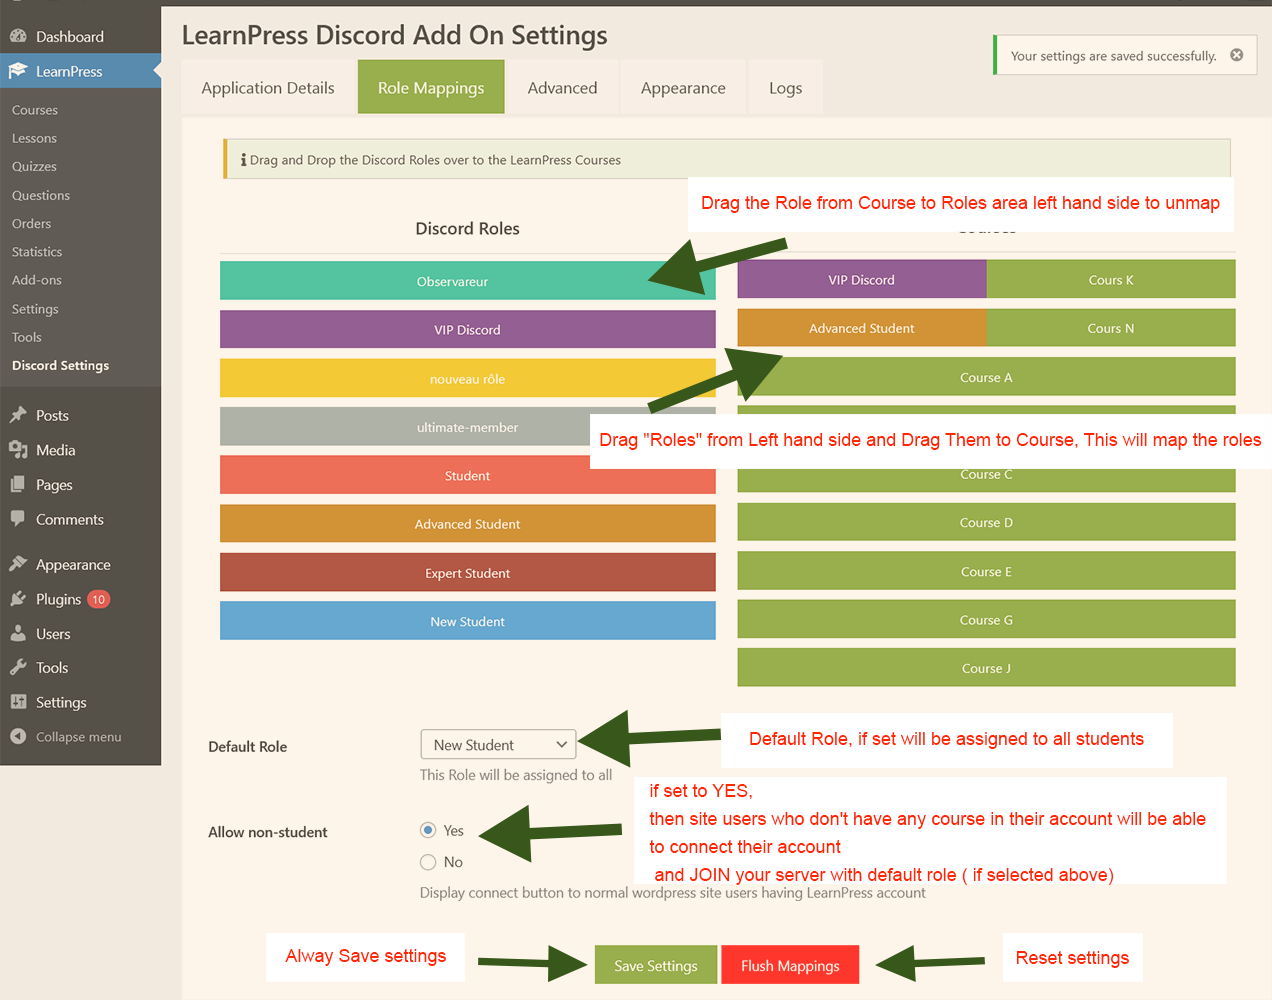 Dashboard
LearnPress
Courses
Lessons
Quizzes
Questions
Orders
Statistics
Add-ons
Settings
Tools
Discord Settings
Posts
Media
Pages
Comments
Appearance
Plugins 10
Users
Tools
Settings
Collapse menu
LearnPress Discord Add On Settings
Your settings are saved successfully.
Application Details
Role Mappings
Advanced
Appearance
Logs
Drag and Drop the Discord Roles over to the LearnPress Courses
Drag the Role from Course to Roles area left hand side to unmap
Discord Roles
Observareur
VIP Discord
nouveau rôle
ultimate-member
Student
Advanced Student
Expert Student
New Student
VIP Discord Cours K
Advanced Student Cours N
Course A
Drag "Roles" from Left hand side and Drag Them to Course, This will map the roles
Course C
Course D
Course E
Course G
Course J
Default Role
New Student
This Role will be assigned to all
Default Role, if set will be assigned to all students
Allow non-student
Yes
No
if set to YES,
then site users who don't have any course in their account will be able
to connect their account
and JOIN your server with default role ( if selected above)
Display connect button to normal wordpress site users having LearnPress account
Alway Save settings
Save Settings
Flush Mappings
Reset settings